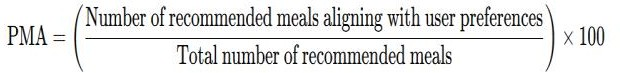 PMA = ( Number of recommended meals aligning with user preferences
Total number of recommended meals ) × 100